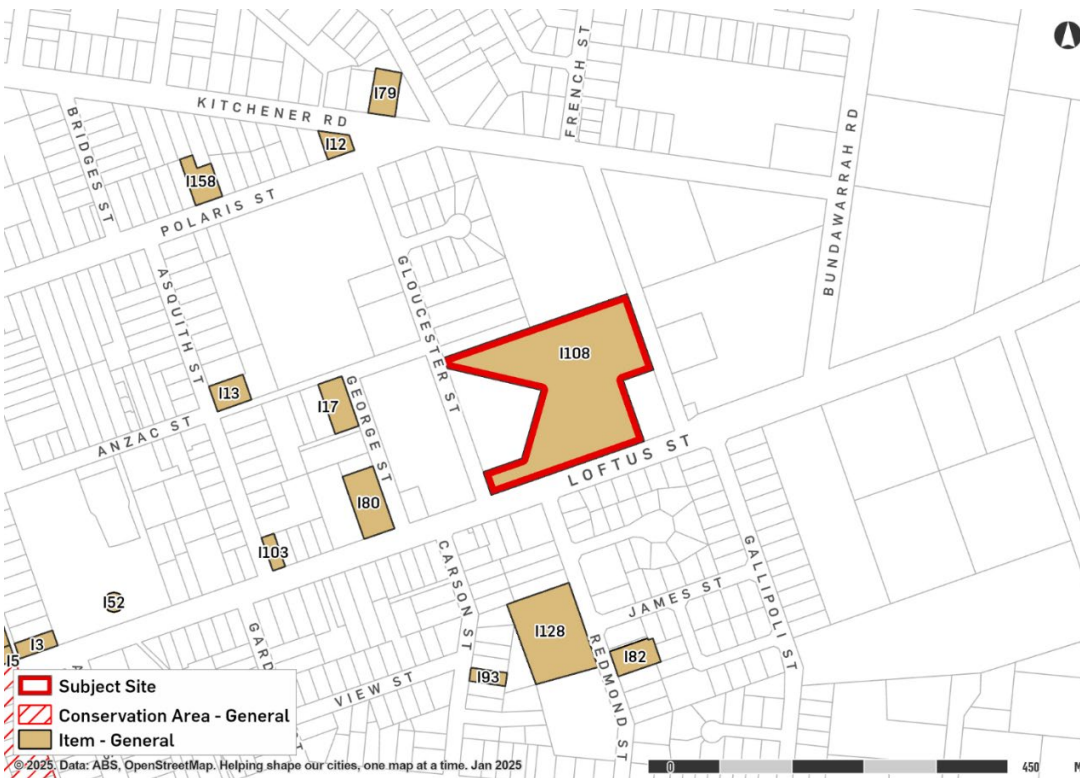 FRENCH ST
I79
KITCHENER RD
BRIDGES ST
I12
I158
BUNDAWARRAH RD
POLARIS ST
ASQUITH ST
GLOUCESTER ST
I108
I13
I17
GEORGE ST
ANZAC ST
LOFTUS ST
I80
I103
CARSON ST
GALLIPOLI ST
I52
JAMES ST
I128
I3
REDMOND ST
I82
I5
I93
VIEW ST
Subject Site
Conservation Area - General
Item - General
© 2025. Data: ABS, OpenStreetMap. Helping shape our cities, one map at a time. Jan 2025
0 450 M